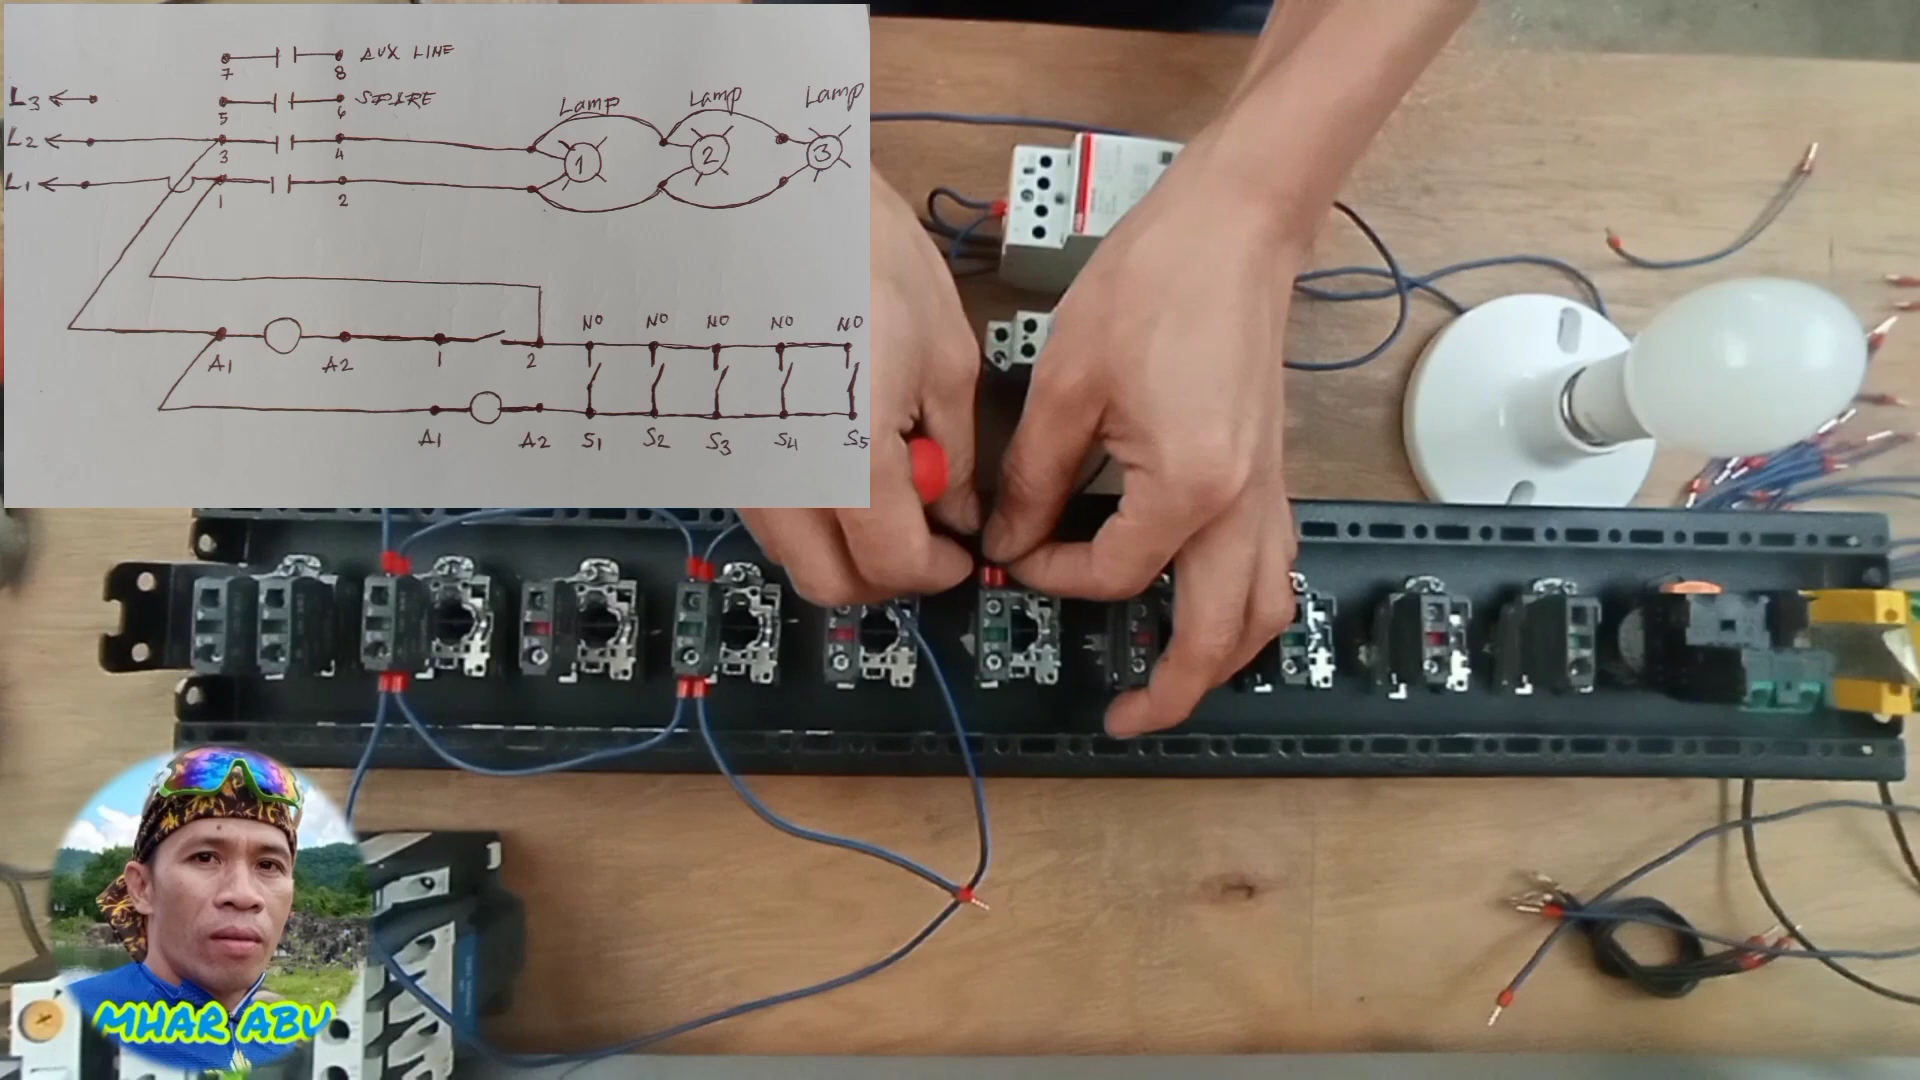 7 8 AUX LINE
L3 5 6 SPARE
L2 3 4
L1 1 2
Lamp Lamp Lamp
1 2 3
NO NO NO NO NO
A1 A2 1 2
A1 A2 S1 S2 S3 S4 S5
ABB
MHAR ABU